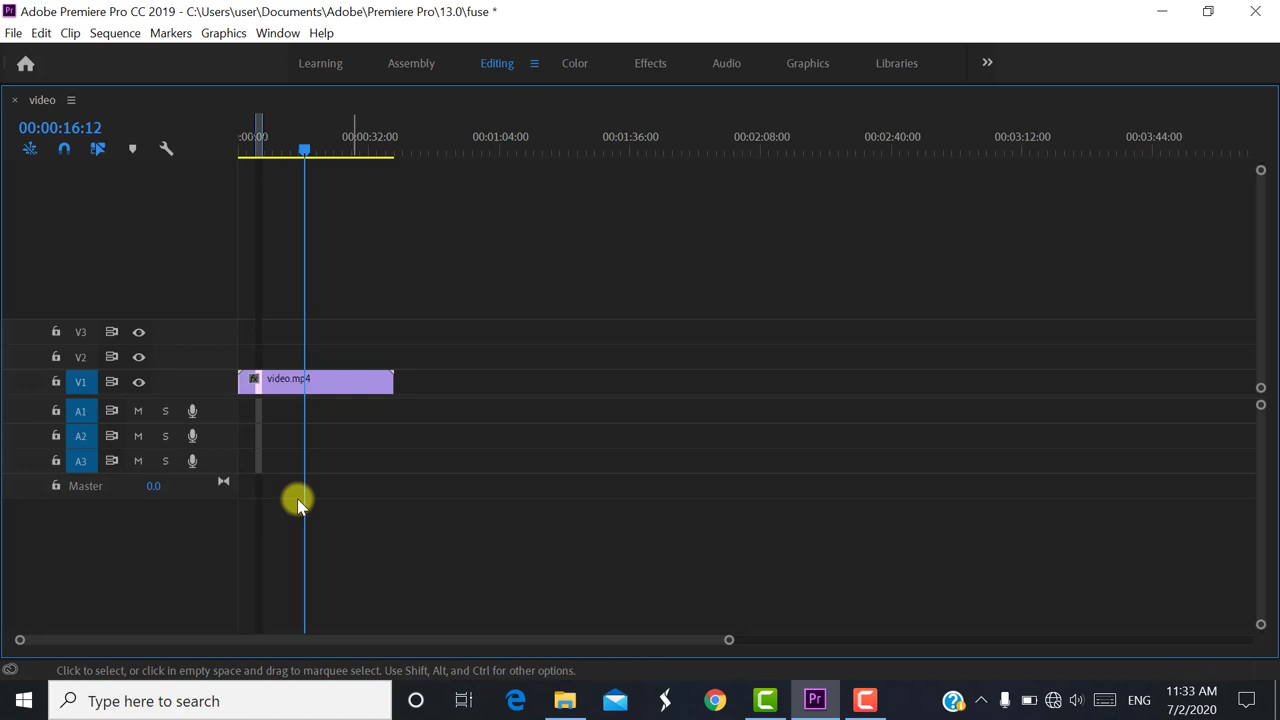 Pr Adobe Premiere Pro CC 2019 - C:\Users\user\Documents\Adobe\Premiere Pro\13.0\fuse *
File Edit Clip Sequence Markers Graphics Window Help
Learning Assembly Editing Color Effects Audio Graphics Libraries
× video
00:00:16:12
:00:00 00:00:32:00 00:01:04:00 00:01:36:00 00:02:08:00 00:02:40:00 00:03:12:00 00:03:44:00
V3
V2
V1 fx video.mp4
A1 M S
A2 M S
A3 M S
Master 0.0
Click to select, or click in empty space and drag to marquee select. Use Shift, Alt, and Ctrl for other options.
Type here to search
Pr
ENG
11:33 AM
7/2/2020